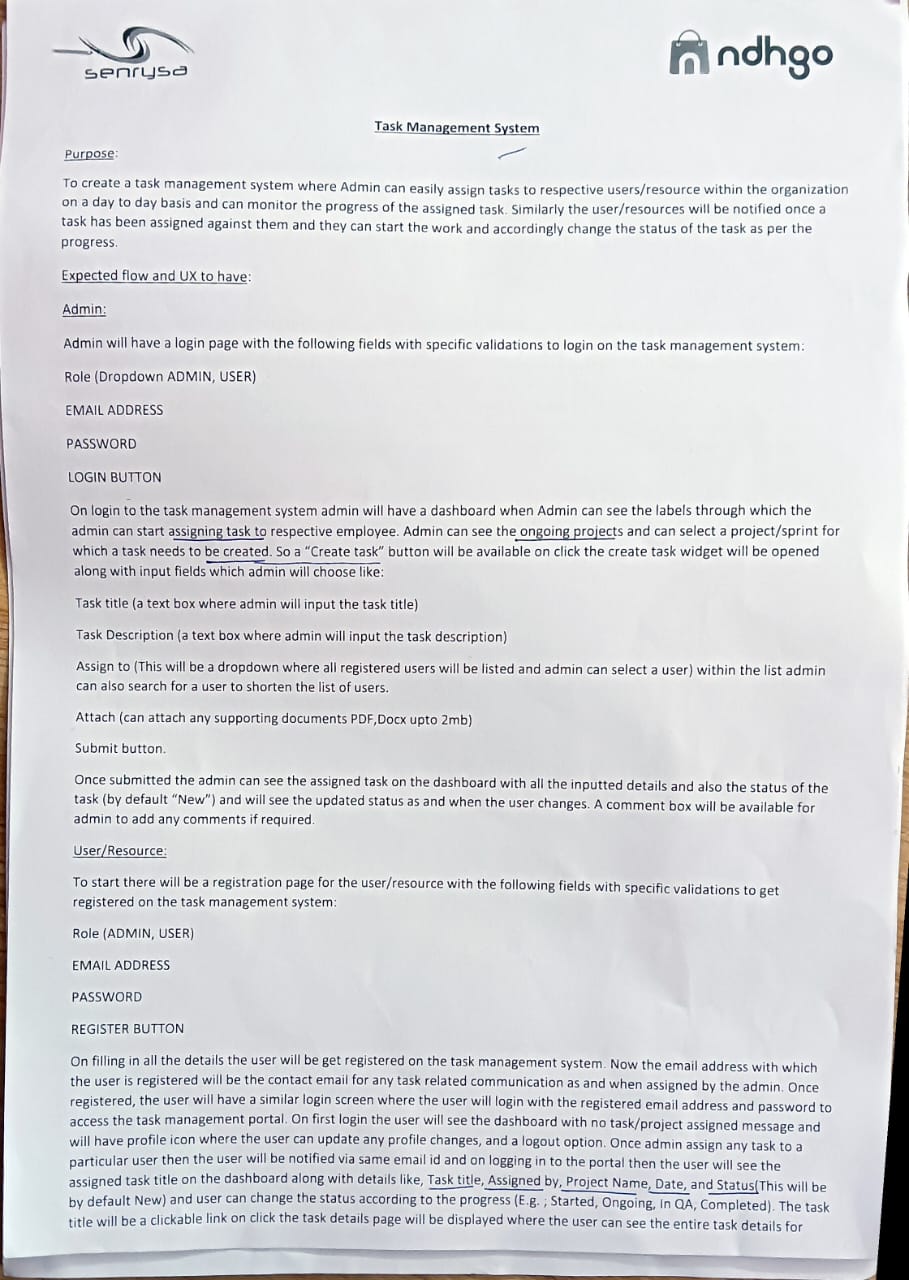 senrysa
ndhgo
Task Management System
Purpose:
To create a task management system where Admin can easily assign tasks to respective users/resource within the organization
on a day to day basis and can monitor the progress of the assigned task. Similarly the user/resources will be notified once a
task has been assigned against them and they can start the work and accordingly change the status of the task as per the
progress.
Expected flow and UX to have:
Admin:
Admin will have a login page with the following fields with specific validations to login on the task management system:
Role (Dropdown ADMIN, USER)
EMAIL ADDRESS
PASSWORD
LOGIN BUTTON
On login to the task management system admin will have a dashboard when Admin can see the labels through which the
admin can start assigning task to respective employee. Admin can see the ongoing projects and can select a project/sprint for
which a task needs to be created. So a “Create task” button will be available on click the create task widget will be opened
along with input fields which admin will choose like:
Task title (a text box where admin will input the task title)
Task Description (a text box where admin will input the task description)
Assign to (This will be a dropdown where all registered users will be listed and admin can select a user) within the list admin
can also search for a user to shorten the list of users.
Attach (can attach any supporting documents PDF,Docx upto 2mb)
Submit button.
Once submitted the admin can see the assigned task on the dashboard with all the inputted details and also the status of the
task (by default “New”) and will see the updated status as and when the user changes. A comment box will be available for
admin to add any comments if required.
User/Resource:
To start there will be a registration page for the user/resource with the following fields with specific validations to get
registered on the task management system:
Role (ADMIN, USER)
EMAIL ADDRESS
PASSWORD
REGISTER BUTTON
On filling in all the details the user will be get registered on the task management system. Now the email address with which
the user is registered will be the contact email for any task related communication as and when assigned by the admin. Once
registered, the user will have a similar login screen where the user will login with the registered email address and password to
access the task management portal. On first login the user will see the dashboard with no task/project assigned message and
will have profile icon where the user can update any profile changes, and a logout option. Once admin assign any task to a
particular user then the user will be notified via same email id and on logging in to the portal then the user will see the
assigned task title on the dashboard along with details like, Task title, Assigned by, Project Name, Date, and Status(This will be
by default New) and user can change the status according to the progress (E.g. ; Started, Ongoing, In QA, Completed). The task
title will be a clickable link on click the task details page will be displayed where the user can see the entire task details for